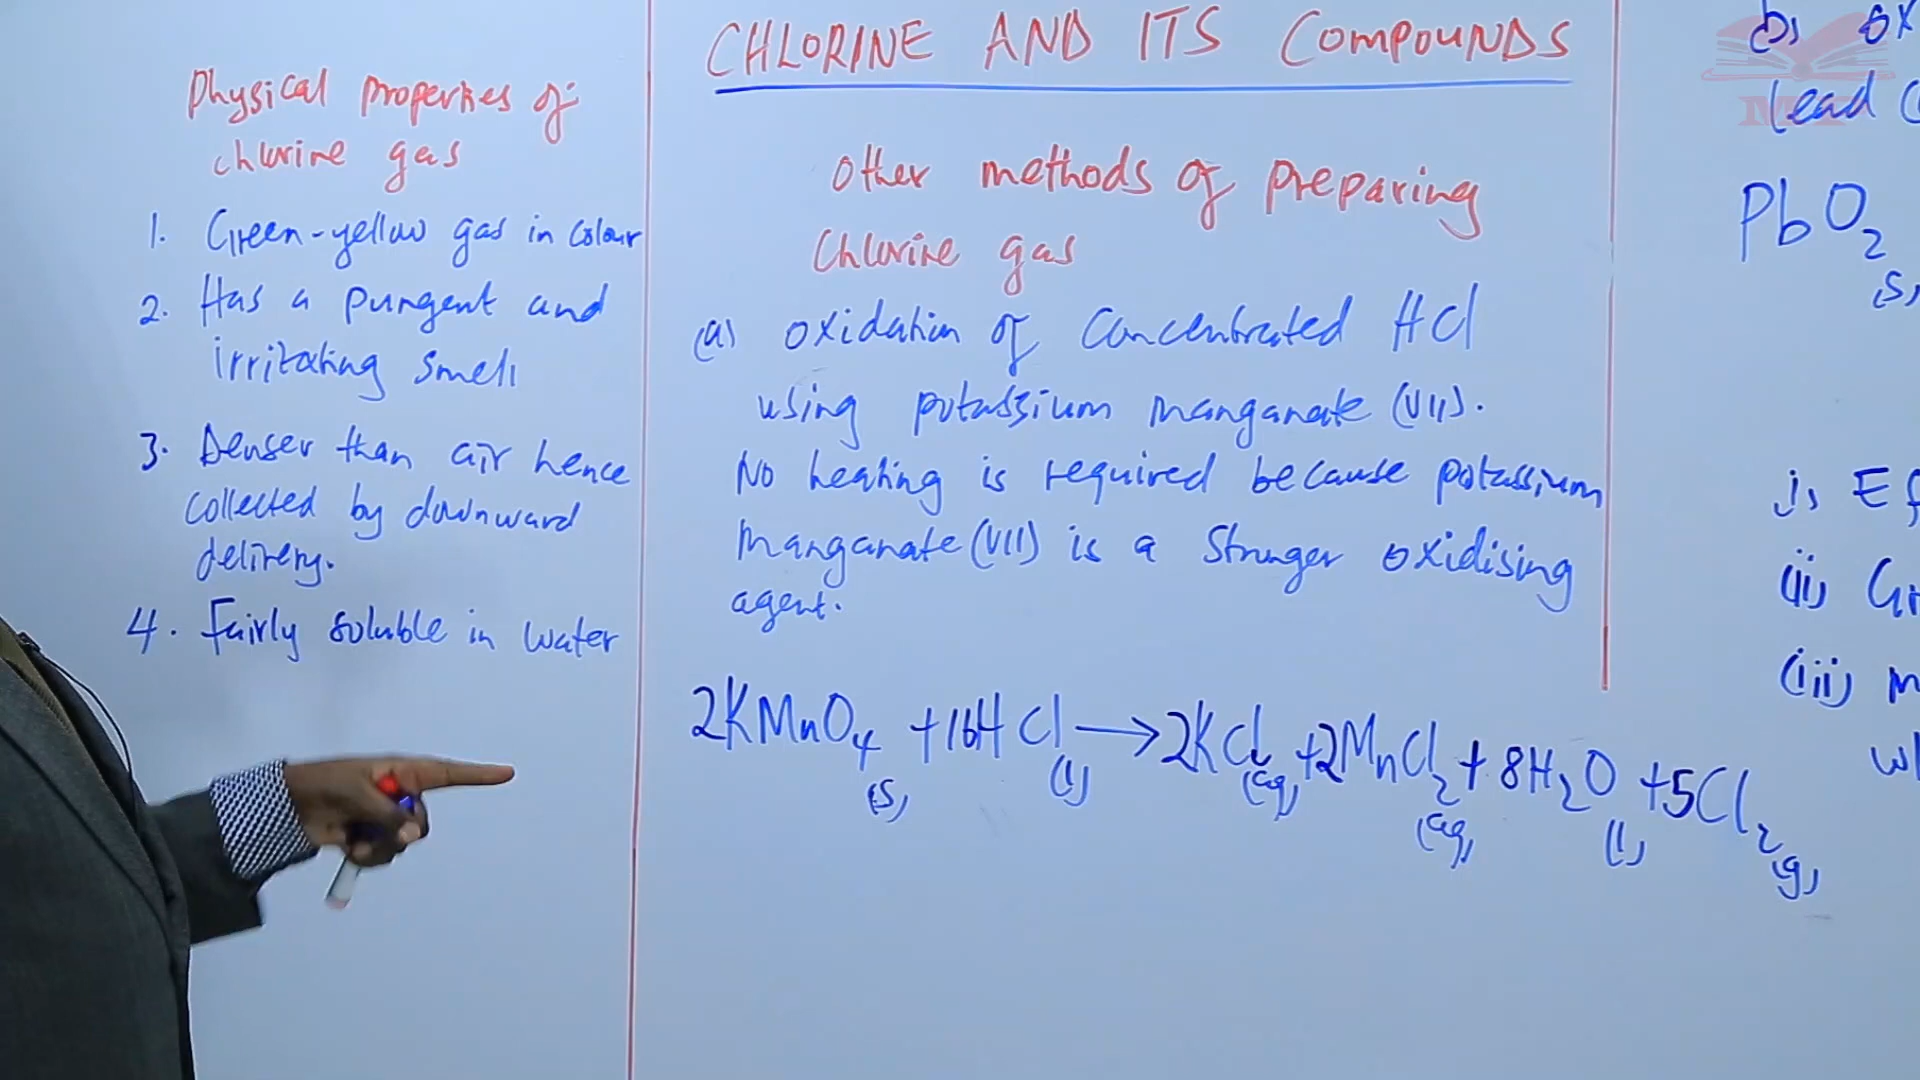 Physical properties of
chlorine gas
1. Green-yellow gas in colour
2. Has a pungent and
irritating smell
3. Denser than air hence
collected by downward
delivery.
4. Fairly soluble in water
CHLORINE AND ITS COMPOUNDS
Other methods of preparing
Chlorine gas
(a) oxidation of concentrated HCl
using potassium manganate (VII).
No heating is required because potassium
manganate (VII) is a stronger oxidising
agent.
2KMnO₄(s) + 16HCl(l) → 2KCl(aq) + 2MnCl₂(aq) + 8H₂O(l) + 5Cl₂(g)
b)
lead
PbO₂(s)
i)
(ii)
(iii)